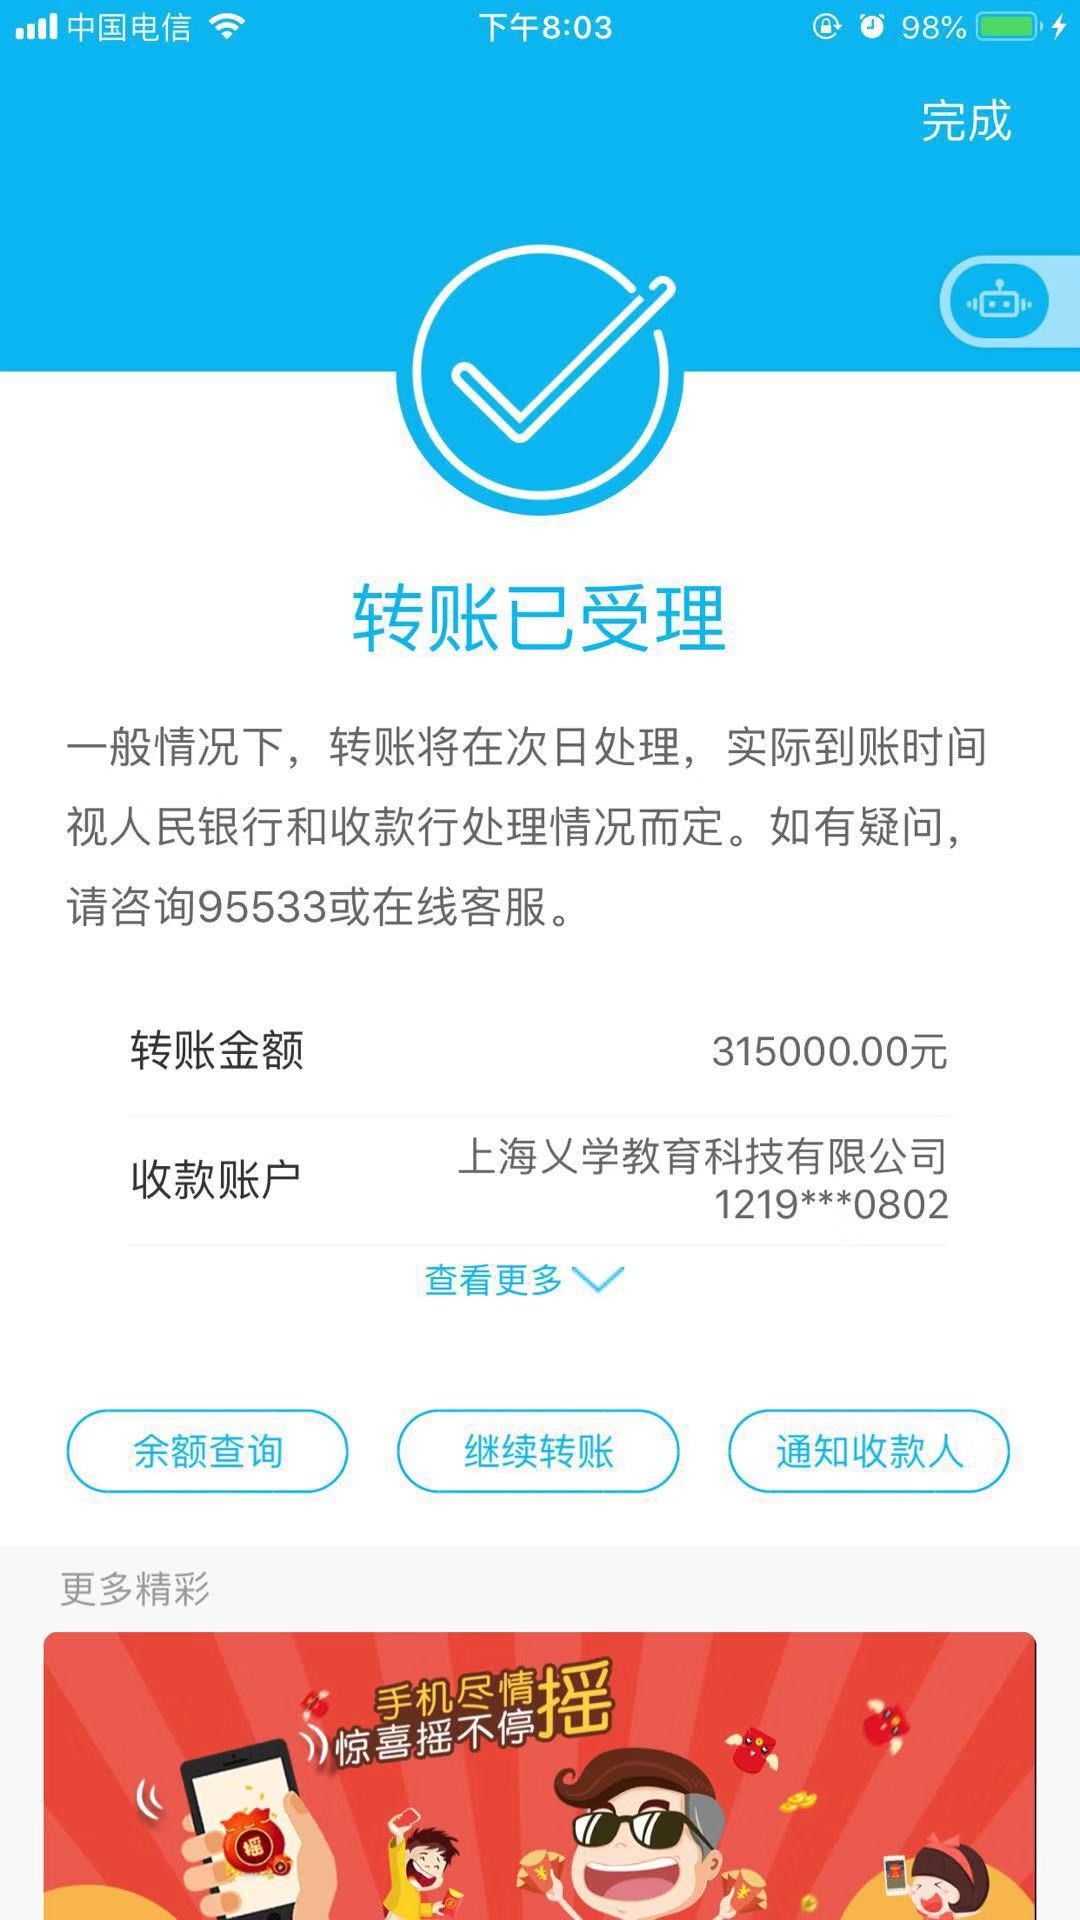 中国电信
下午8:03
98%
完成
转账已受理
一般情况下，转账将在次日处理，实际到账时间
视人民银行和收款行处理情况而定。如有疑问，
请咨询95533或在线客服。
转账金额
315000.00元
收款账户
上海乂学教育科技有限公司
1219***0802
查看更多
余额查询
继续转账
通知收款人
更多精彩
手机尽情摇
惊喜摇不停
摇